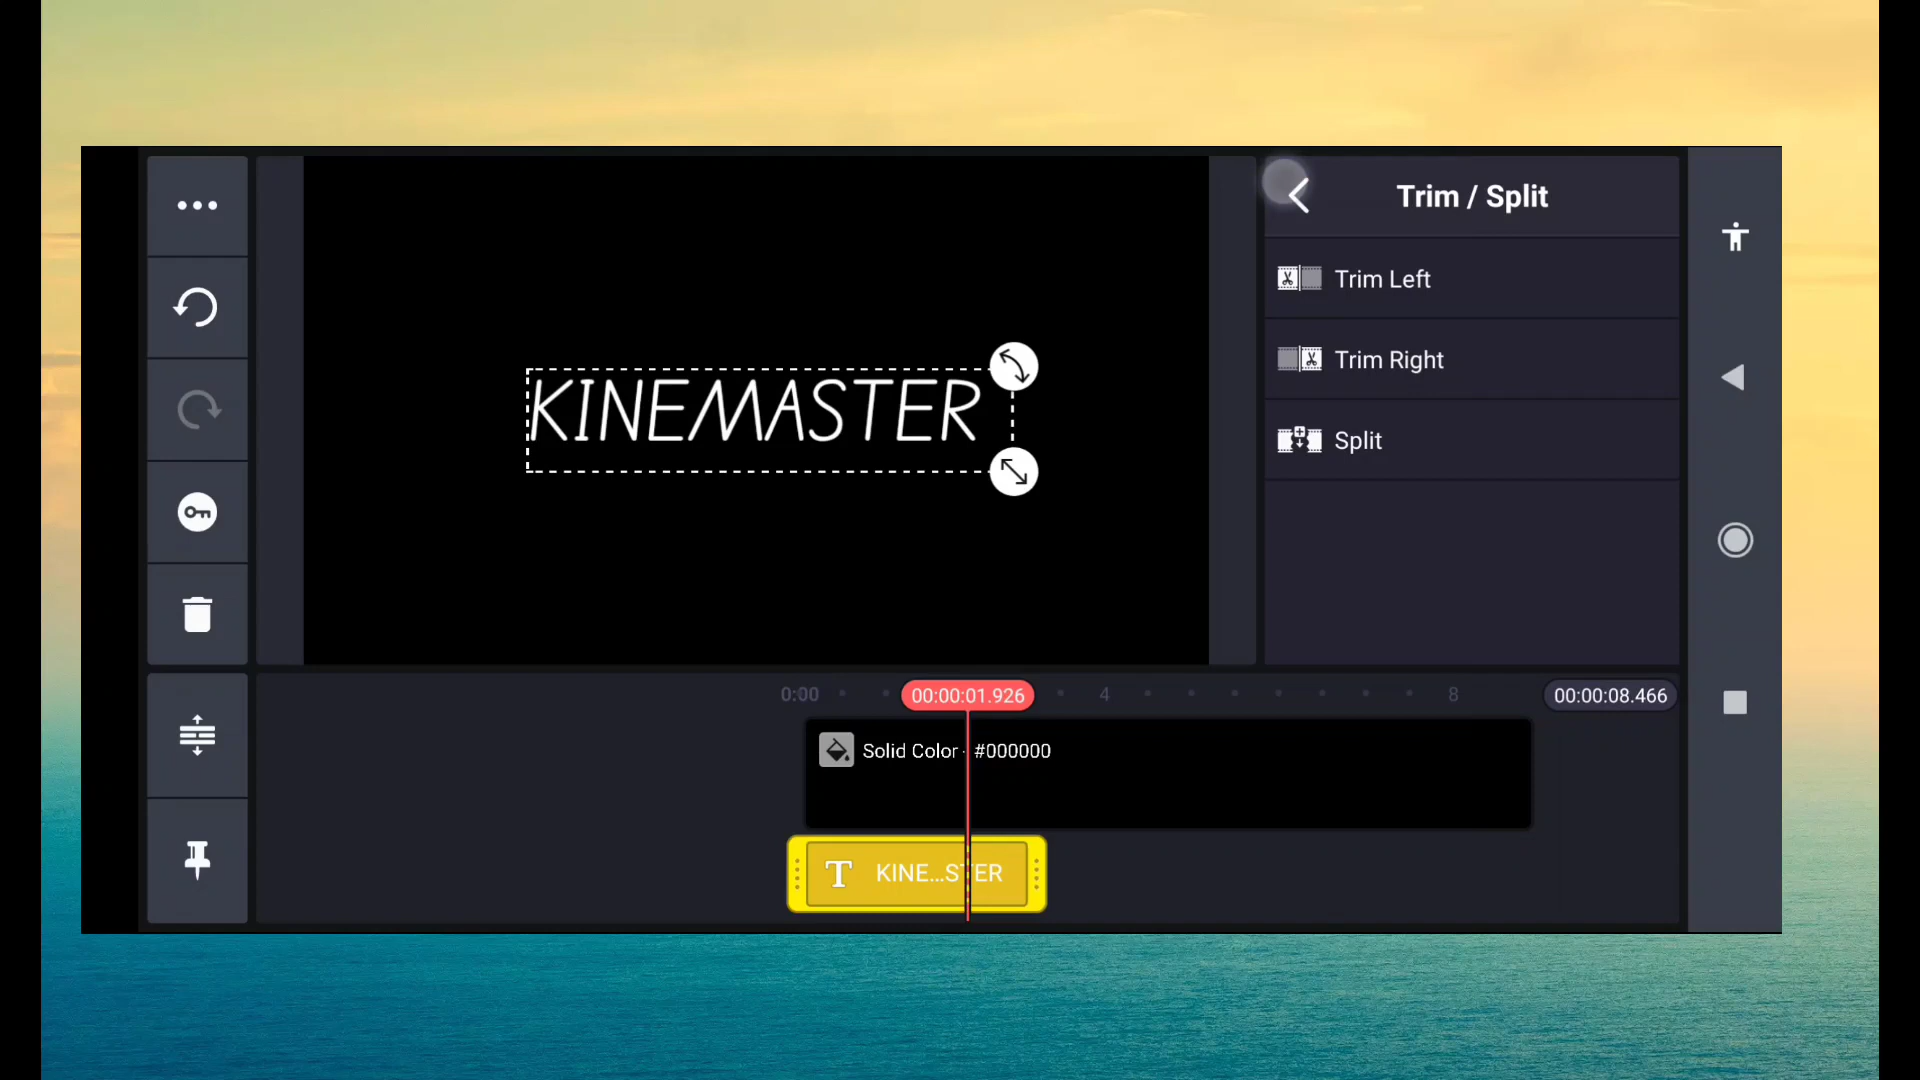 Trim / Split
Trim Left
Trim Right
Split
KINEMASTER
0:00
00:00:01.926
4
8
00:00:08.466
Solid Color - #000000
T KINE...STER